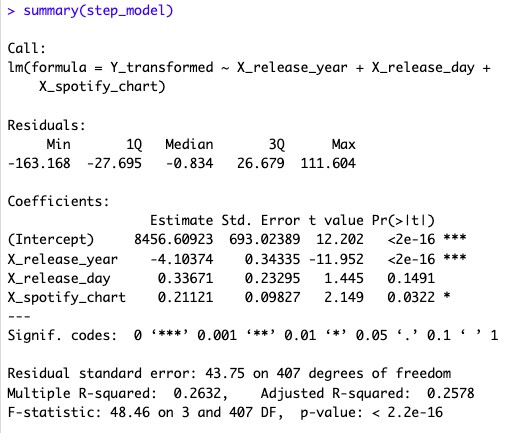 > summary(step_model)

Call:
lm(formula = Y_transformed ~ X_release_year + X_release_day +
    X_spotify_chart)

Residuals:
     Min       1Q   Median       3Q      Max
-163.168  -27.695   -0.834   26.679  111.604

Coefficients:
                  Estimate Std. Error t value Pr(>|t|)
(Intercept)     8456.60923  693.02389  12.202   <2e-16 ***
X_release_year    -4.10374    0.34335 -11.952   <2e-16 ***
X_release_day      0.33671    0.23295   1.445   0.1491
X_spotify_chart    0.21121    0.09827   2.149   0.0322 *
---
Signif. codes:  0 ‘***’ 0.001 ‘**’ 0.01 ‘*’ 0.05 ‘.’ 0.1 ‘ ’ 1

Residual standard error: 43.75 on 407 degrees of freedom
Multiple R-squared:  0.2632,	Adjusted R-squared:  0.2578
F-statistic: 48.46 on 3 and 407 DF,  p-value: < 2.2e-16